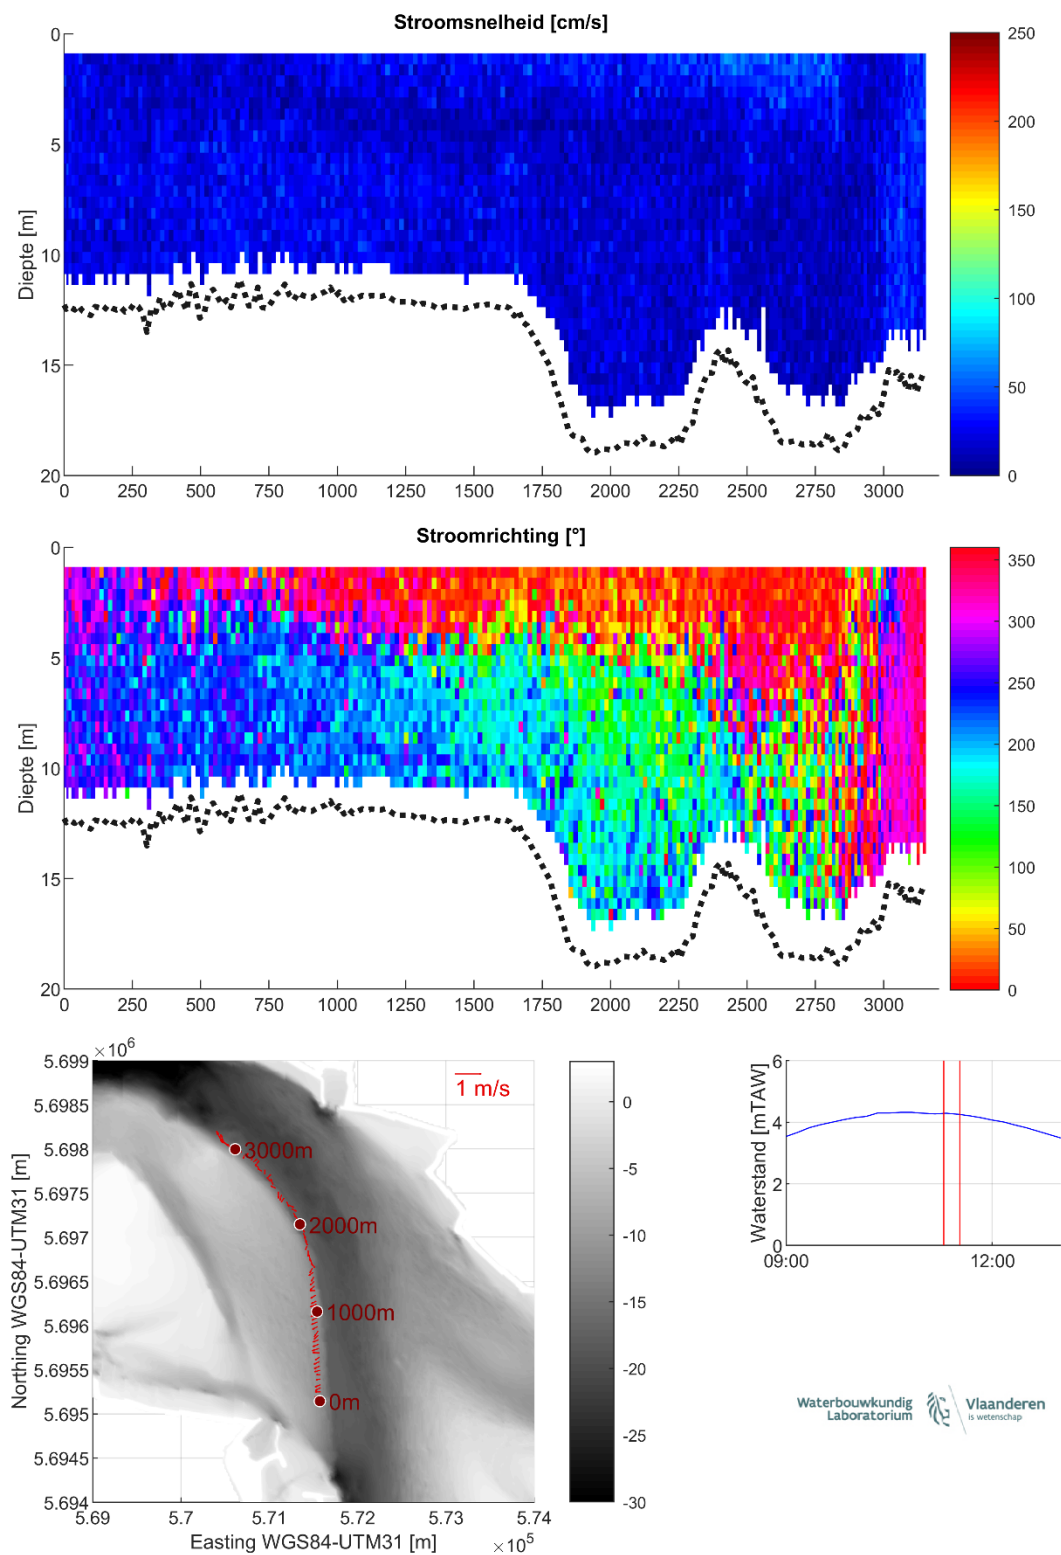 Stroomsnelheid [cm/s]
Diepte [m]
0
5
10
15
20
0 250 500 750 1000 1250 1500 1750 2000 2250 2500 2750 3000
250
200
150
100
50
0
Stroomrichting [°]
Diepte [m]
0
5
10
15
20
0 250 500 750 1000 1250 1500 1750 2000 2250 2500 2750 3000
350
300
250
200
150
100
50
0
×10⁶
Northing WGS84-UTM31 [m]
5.699
5.6985
5.698
5.6975
5.697
5.6965
5.696
5.6955
5.695
5.6945
5.694
1 m/s
3000m
2000m
1000m
0m
5.69 5.7 5.71 5.72 5.73 5.74
Easting WGS84-UTM31 [m]
×10⁵
0
-5
-10
-15
-20
-25
-30
Waterstand [mTAW]
6
4
2
0
09:00 12:00
Waterbouwkundig
Laboratorium
Vlaanderen
is wetenschap